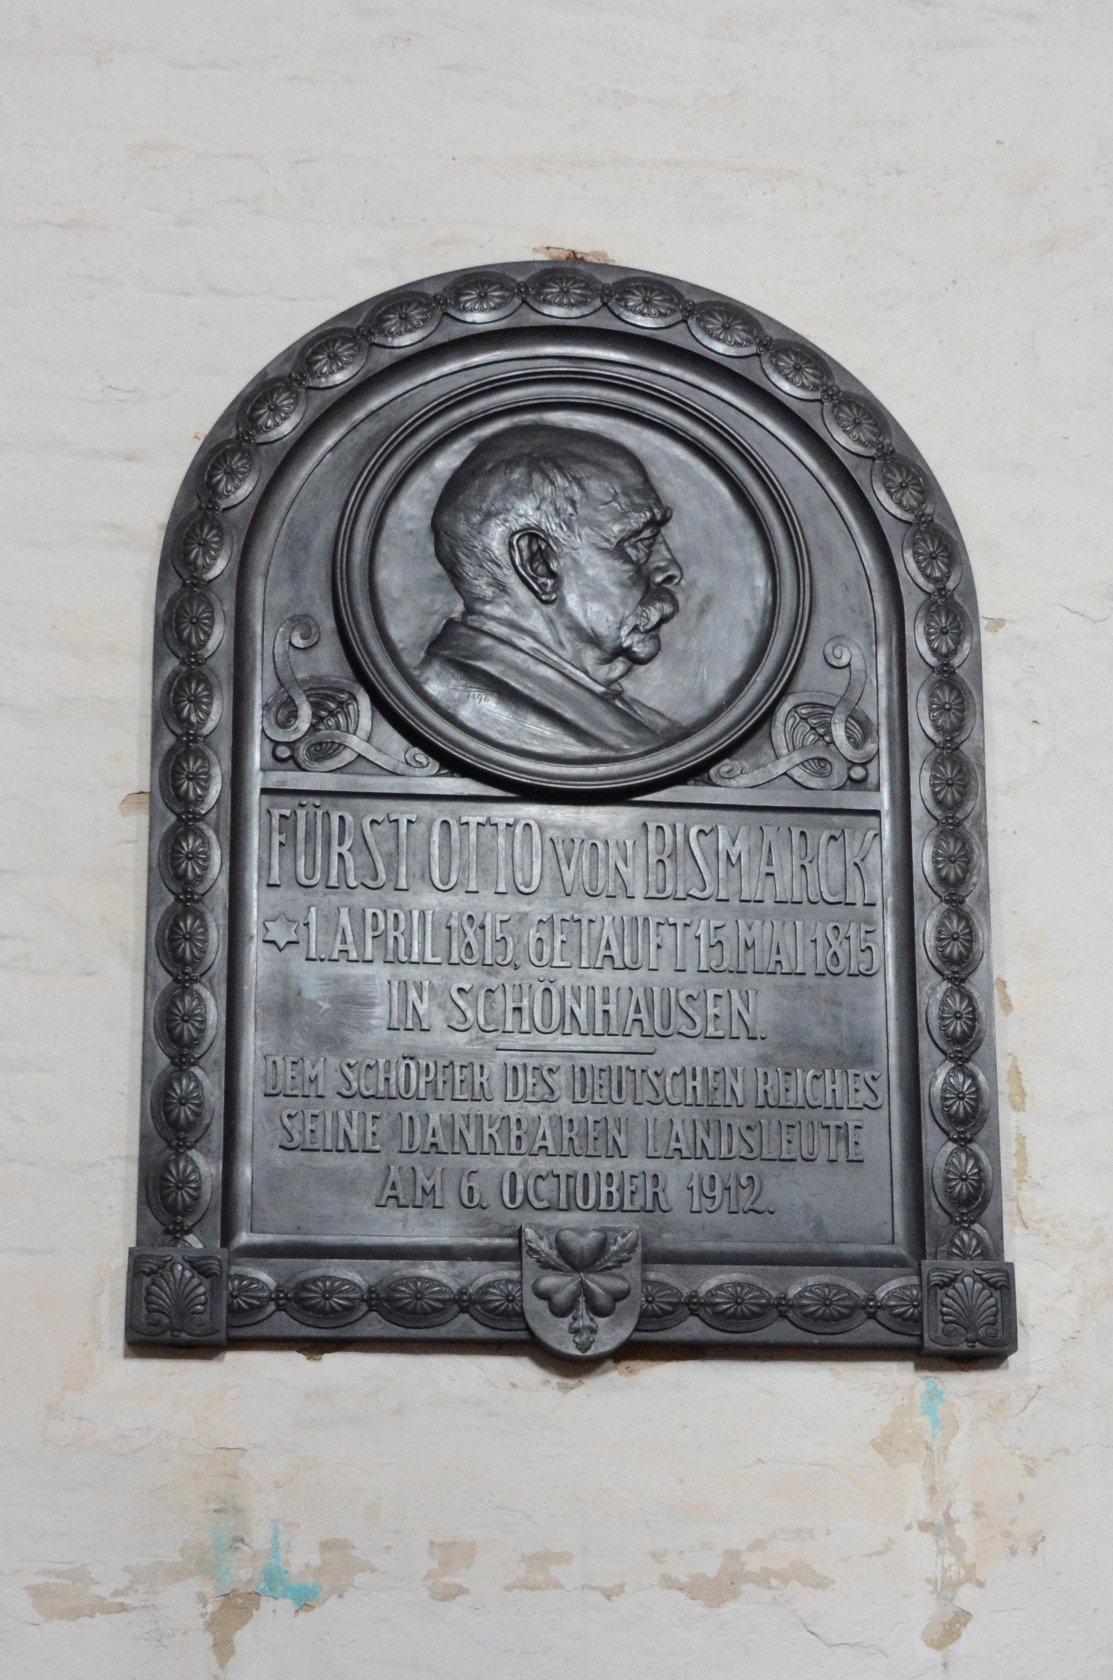 FÜRST OTTO VON BISMARCK
1. APRIL 1815, GETAUFT 15. MAI 1815
IN SCHÖNHAUSEN.
DEM SCHÖPFER DES DEUTSCHEN REICHES
SEINE DANKBAREN LANDSLEUTE
AM 6. OCTOBER 1912.